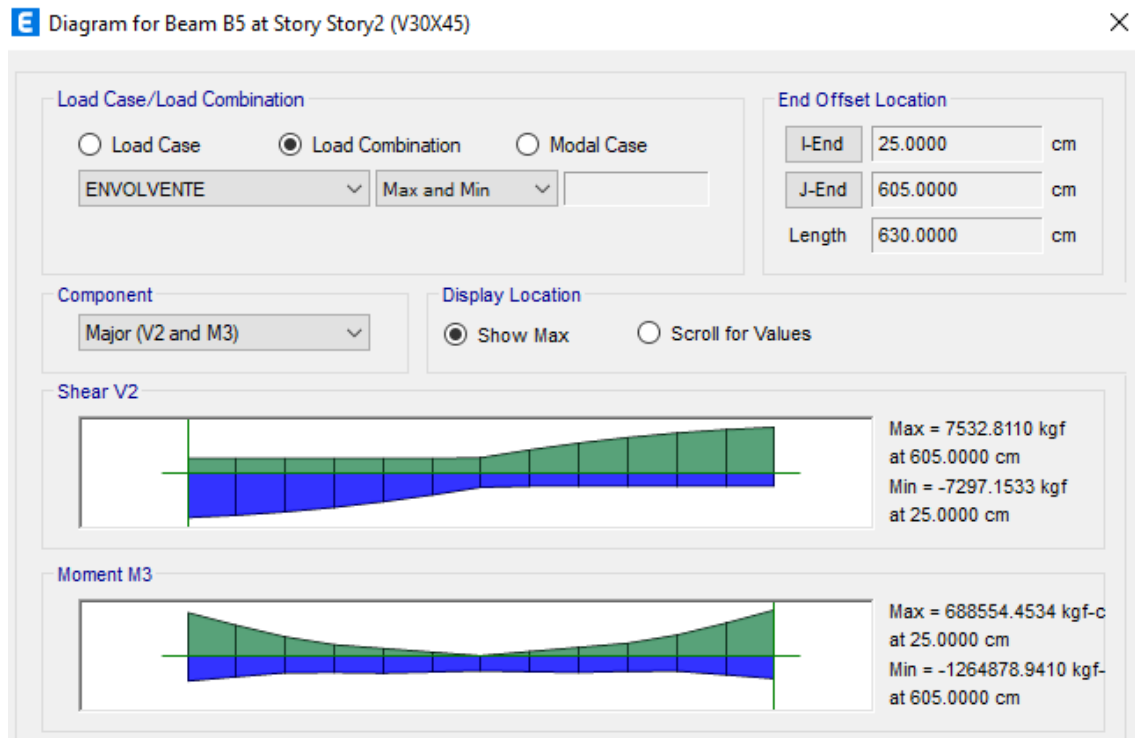 E Diagram for Beam B5 at Story Story2 (V30X45)
Load Case/Load Combination
Load Case Load Combination Modal Case
ENVOLVENTE Max and Min
End Offset Location
I-End 25.0000 cm
J-End 605.0000 cm
Length 630.0000 cm
Component
Major (V2 and M3)
Display Location
Show Max Scroll for Values
Shear V2
Max = 7532.8110 kgf
at 605.0000 cm
Min = -7297.1533 kgf
at 25.0000 cm
Moment M3
Max = 688554.4534 kgf-c
at 25.0000 cm
Min = -1264878.9410 kgf-
at 605.0000 cm